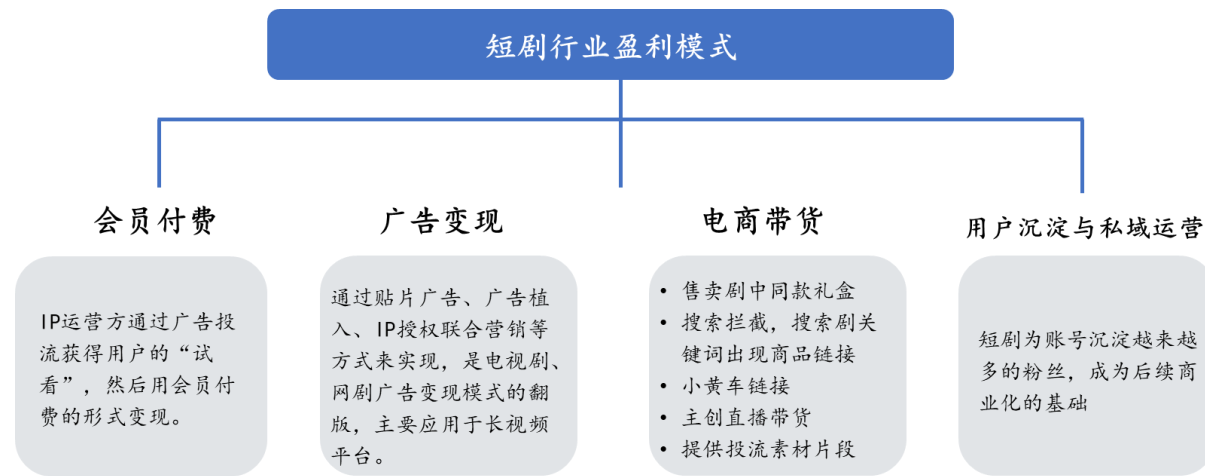 短剧行业盈利模式
会员付费
IP运营方通过广告投
流获得用户的“试
看”，然后用会员付
费的形式变现。
广告变现
通过贴片广告、广告植
入、IP授权联合营销等
方式来实现，是电视剧、
网剧广告变现模式的翻
版，主要应用于长视频
平台。
电商带货
• 售卖剧中同款礼盒
• 搜索拦截，搜索剧关
键词出现商品链接
• 小黄车链接
• 主创直播带货
• 提供投流素材片段
用户沉淀与私域运营
短剧为账号沉淀越来越
多的粉丝，成为后续商
业化的基础